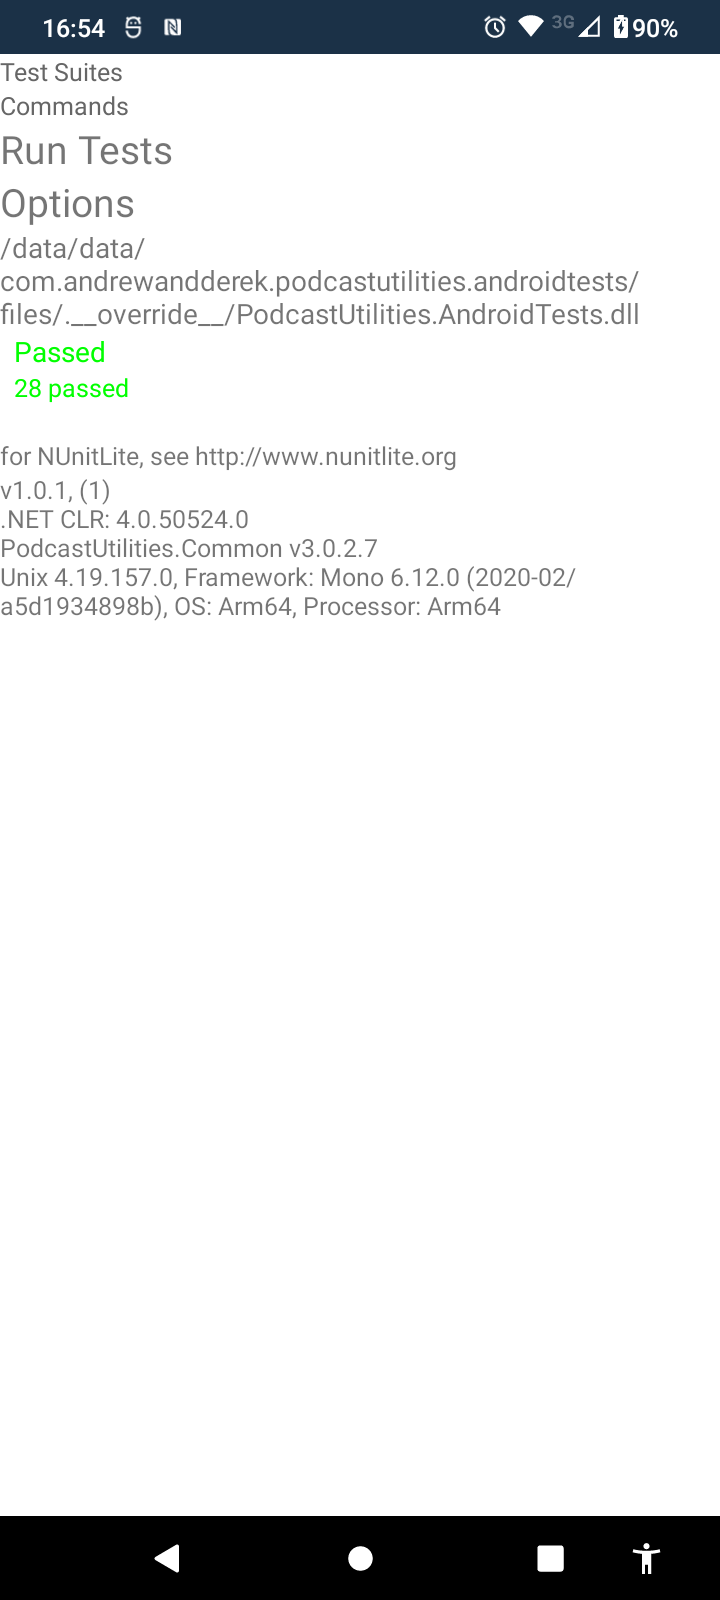 16:54
3G
90%
Test Suites
Commands
Run Tests
Options
/data/data/
com.andrewandderek.podcastutilities.androidtests/
files/.__override__/PodcastUtilities.AndroidTests.dll
Passed
28 passed
for NUnitLite, see http://www.nunitlite.org
v1.0.1, (1)
.NET CLR: 4.0.50524.0
PodcastUtilities.Common v3.0.2.7
Unix 4.19.157.0, Framework: Mono 6.12.0 (2020-02/
a5d1934898b), OS: Arm64, Processor: Arm64